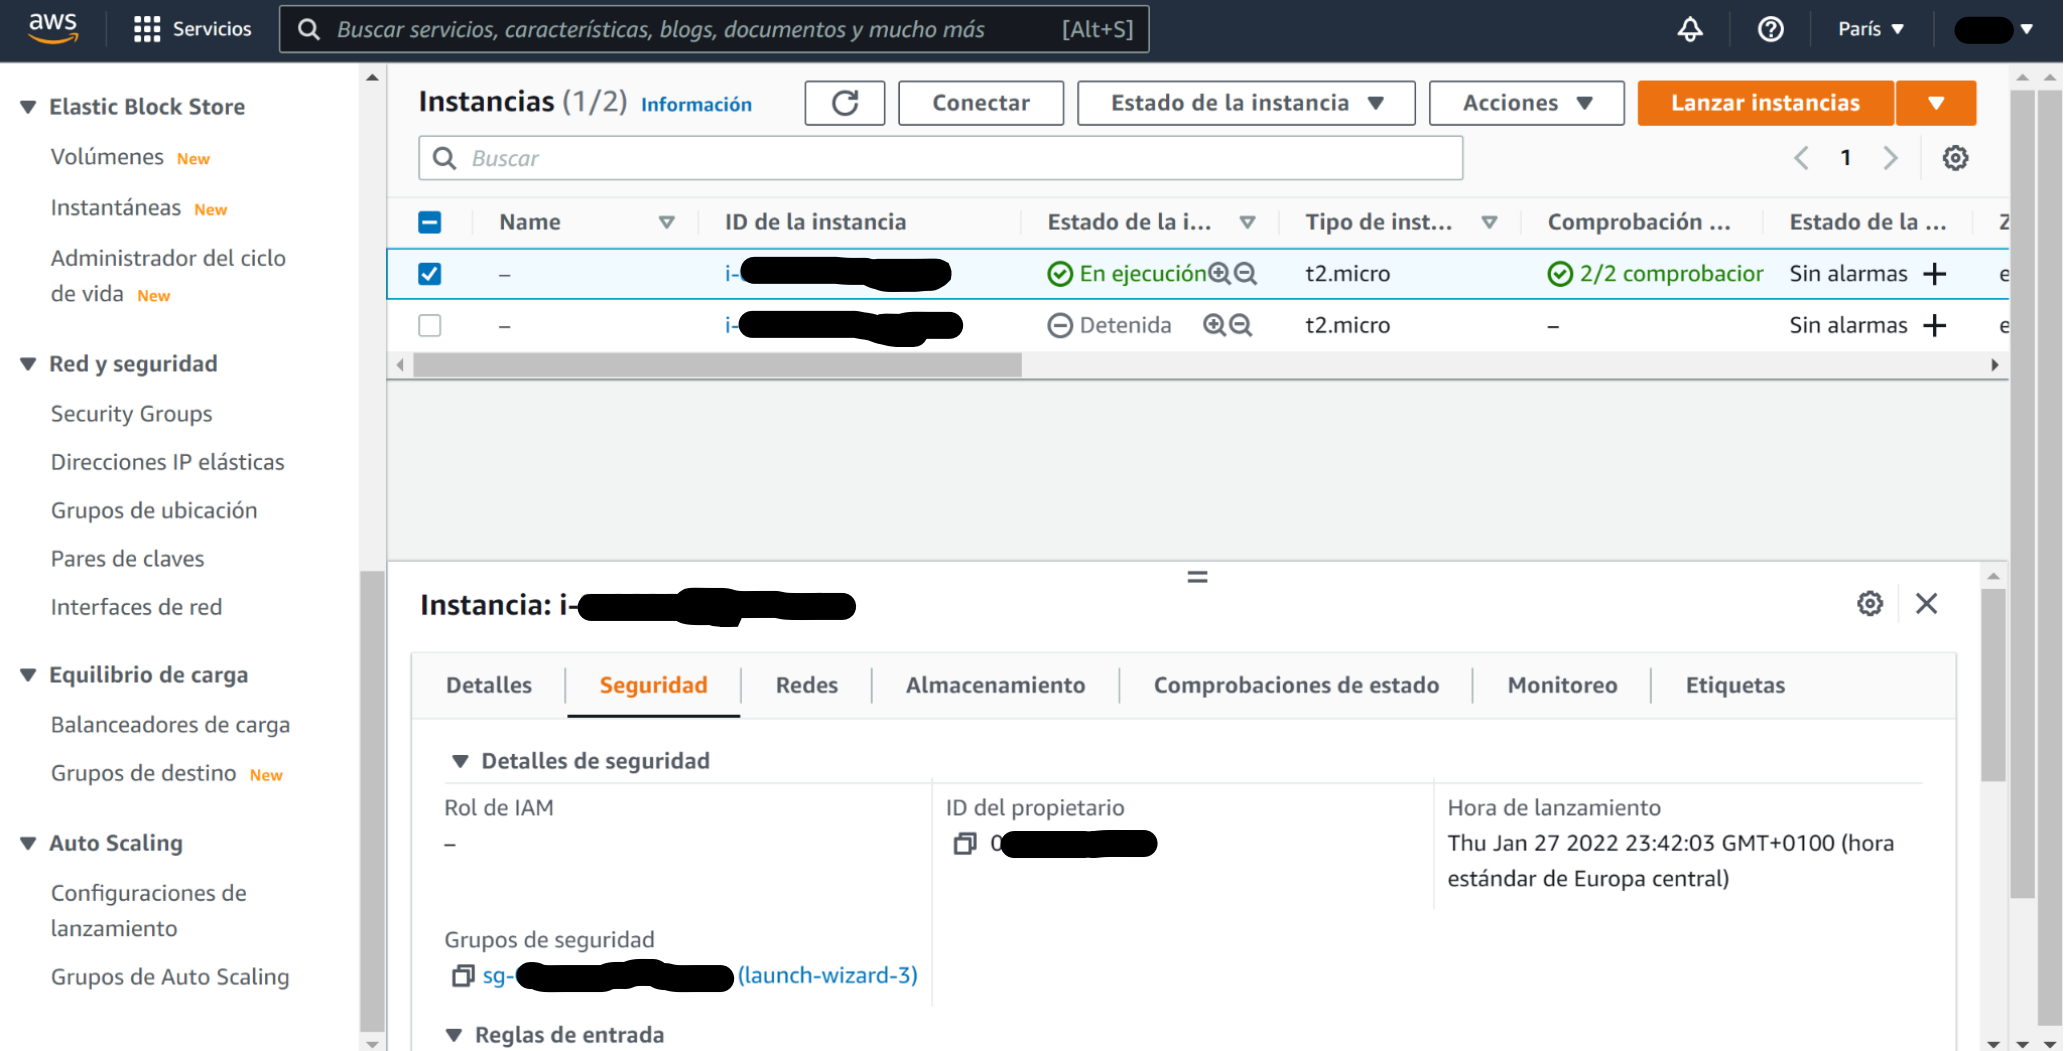 aws
Servicios
Buscar servicios, características, blogs, documentos y mucho más [Alt+S]
París
Elastic Block Store
Volúmenes New
Instantáneas New
Administrador del ciclo
de vida New
Red y seguridad
Security Groups
Direcciones IP elásticas
Grupos de ubicación
Pares de claves
Interfaces de red
Equilibrio de carga
Balanceadores de carga
Grupos de destino New
Auto Scaling
Configuraciones de
lanzamiento
Grupos de Auto Scaling
Instancias (1/2) Información
Conectar
Estado de la instancia
Acciones
Lanzar instancias
Buscar
1
Name ID de la instancia Estado de la i... Tipo de inst... Comprobación ... Estado de la ... Z
– i- En ejecución t2.micro 2/2 comprobacior Sin alarmas e
– i- Detenida t2.micro – Sin alarmas e
Instancia: i-
Detalles Seguridad Redes Almacenamiento Comprobaciones de estado Monitoreo Etiquetas
Detalles de seguridad
Rol de IAM
–
ID del propietario
0
Hora de lanzamiento
Thu Jan 27 2022 23:42:03 GMT+0100 (hora
estándar de Europa central)
Grupos de seguridad
sg- (launch-wizard-3)
Reglas de entrada